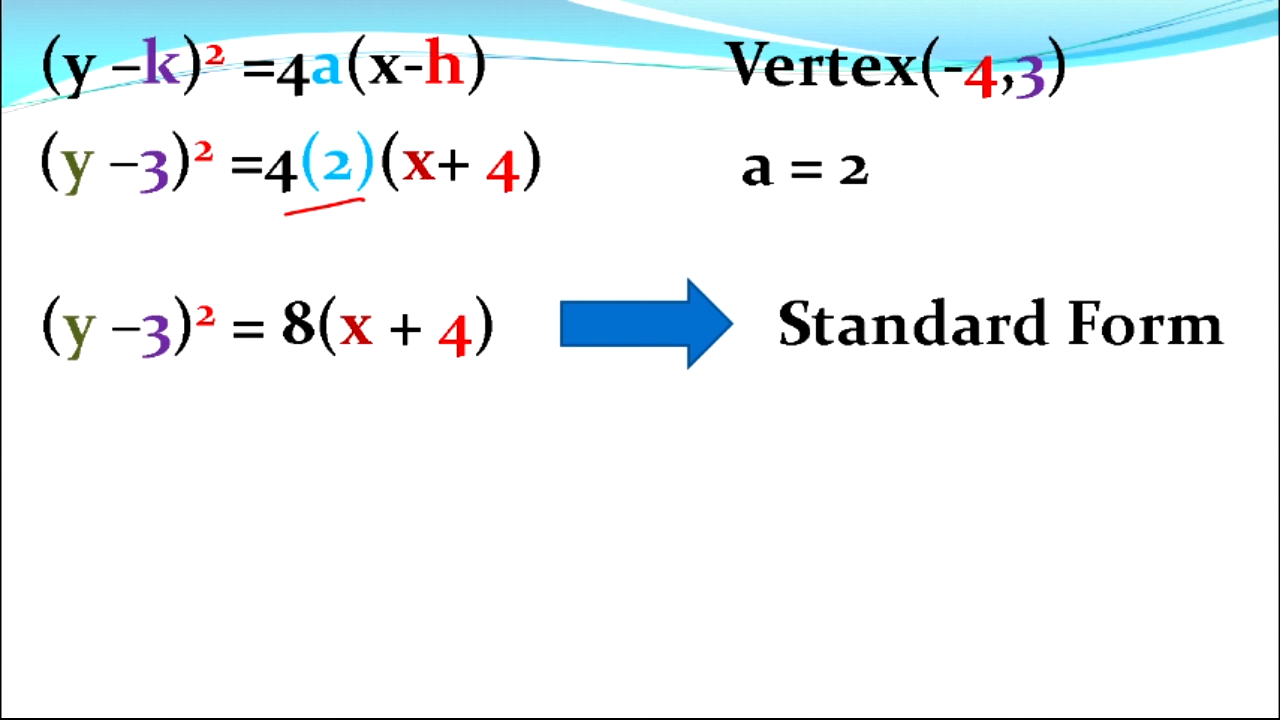 (y –k)² =4a(x-h) Vertex(-4,3)
(y –3)² =4(2)(x+ 4) a = 2
(y –3)² = 8(x + 4) Standard Form